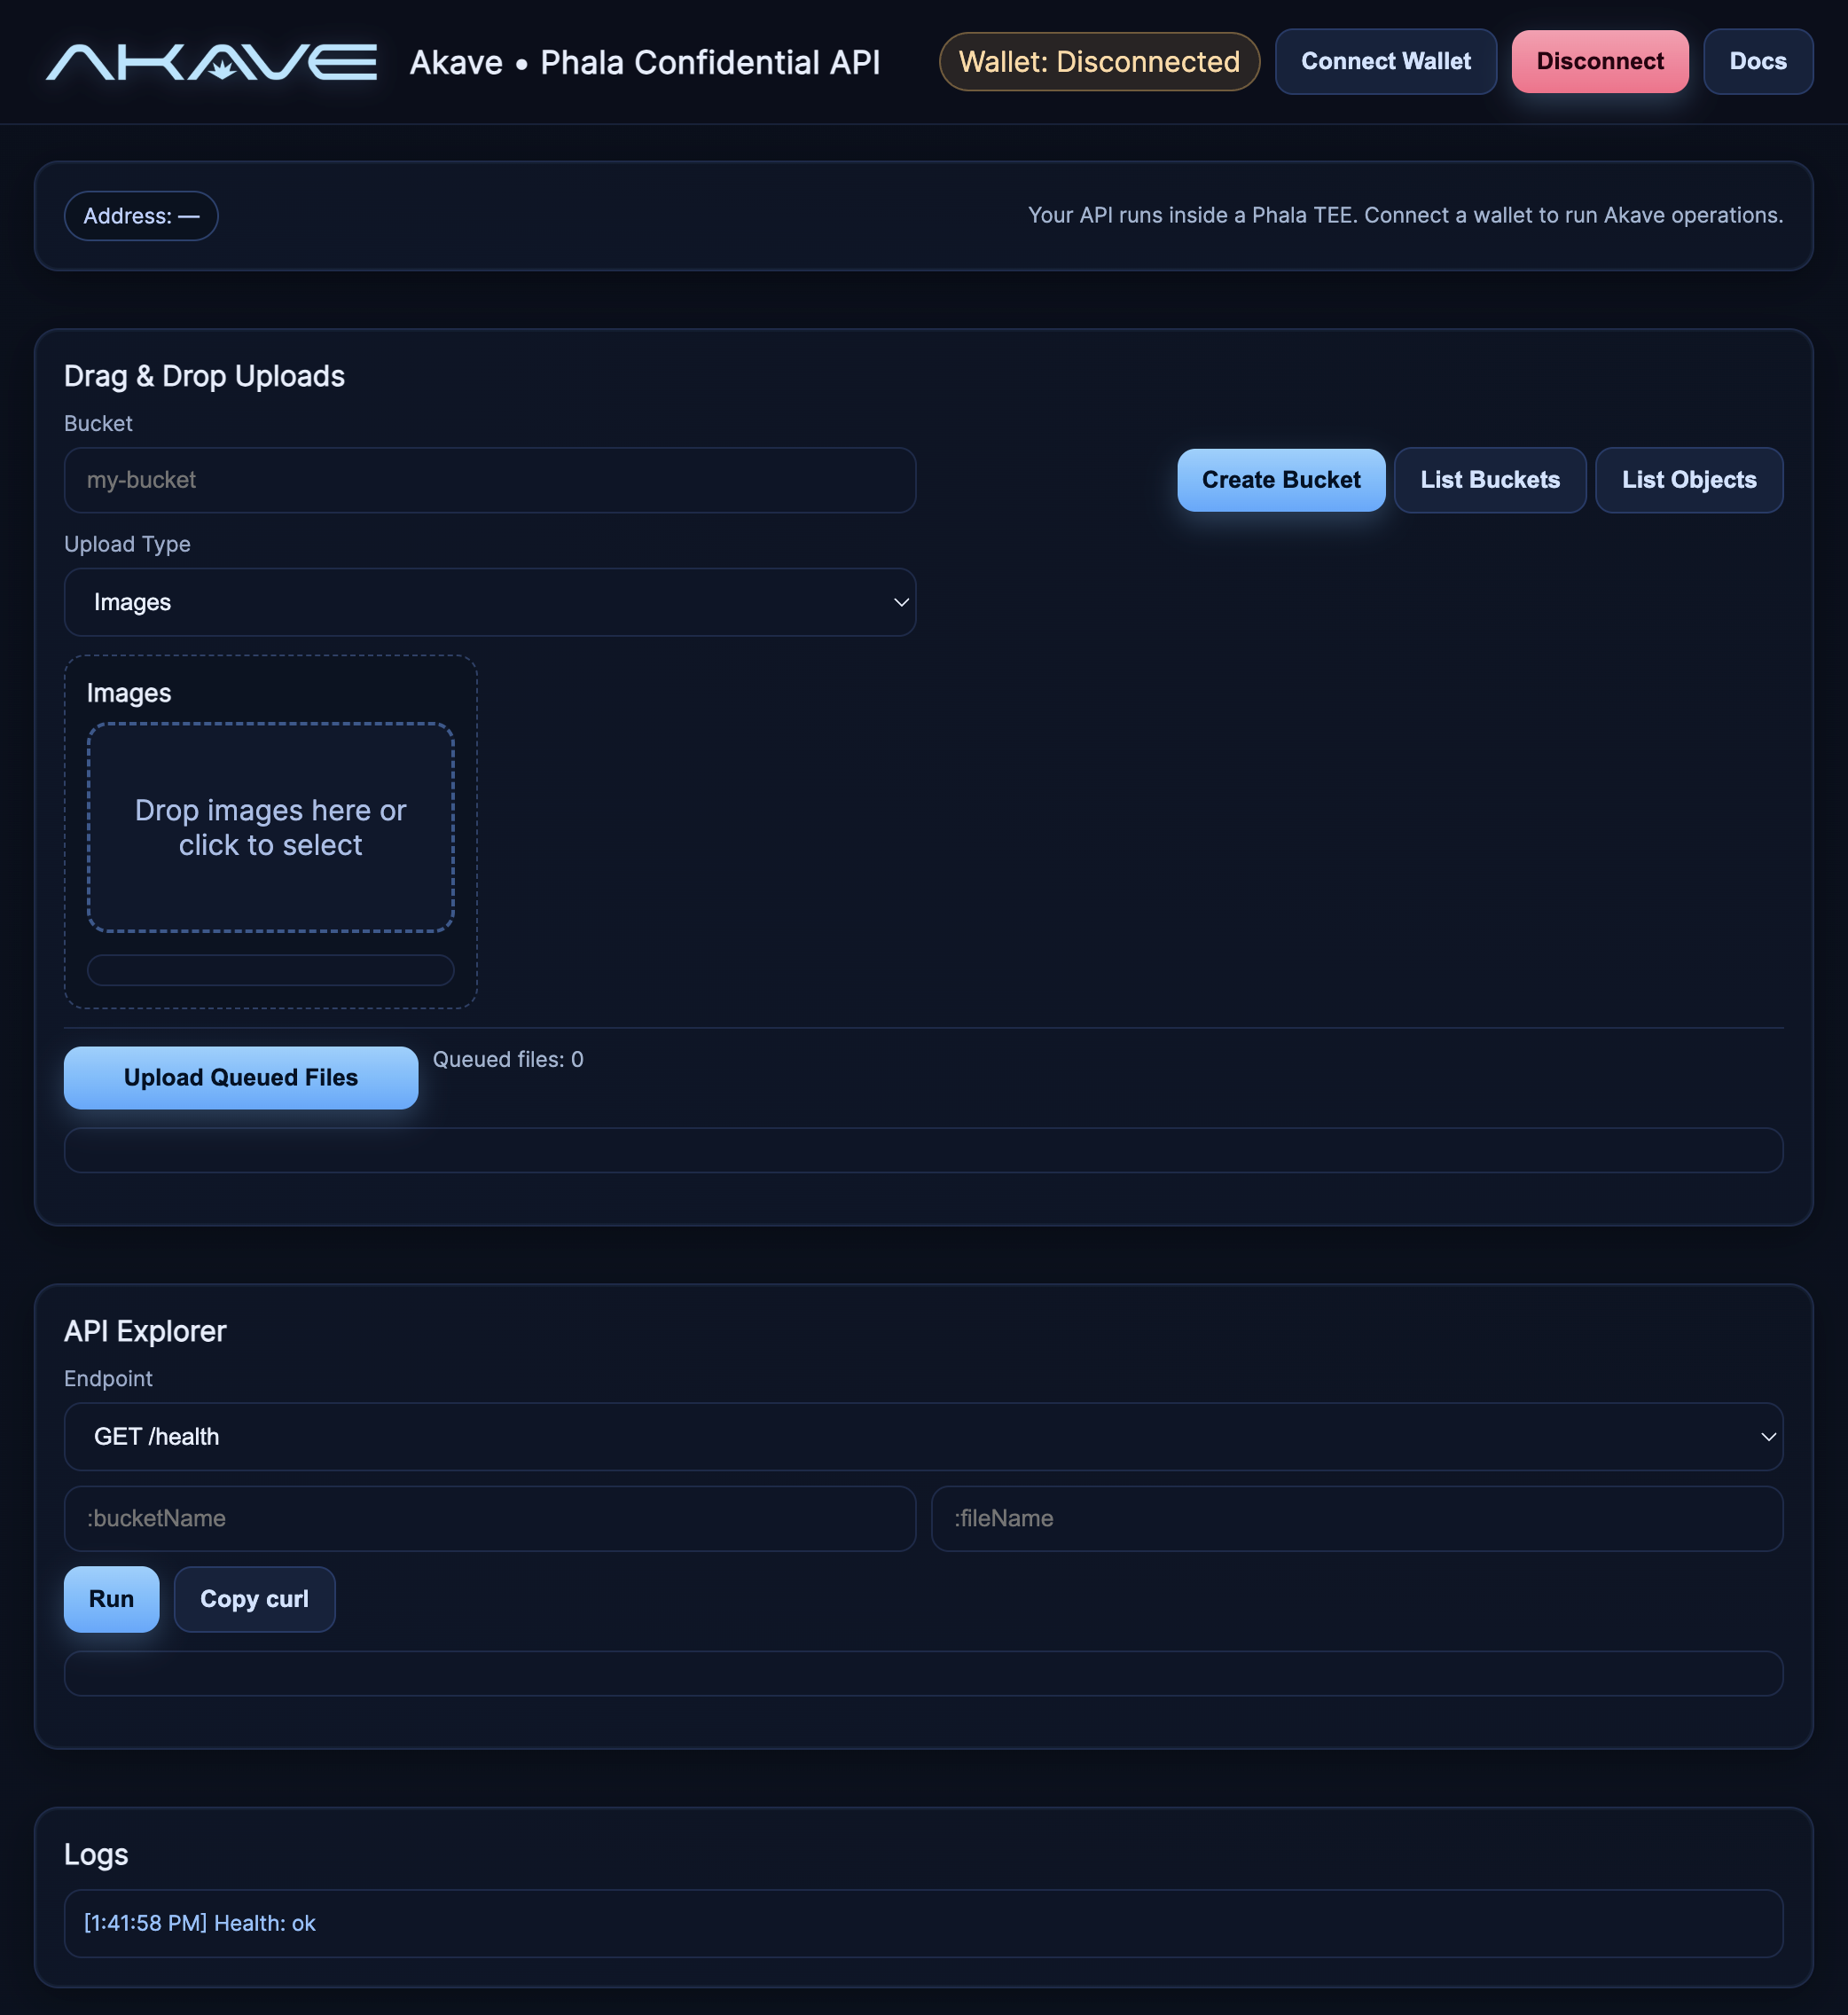 AKAVE
Akave • Phala Confidential API
Wallet: Disconnected
Connect Wallet
Disconnect
Docs
Address: —
Your API runs inside a Phala TEE. Connect a wallet to run Akave operations.
Drag & Drop Uploads
Bucket
my-bucket
Create Bucket
List Buckets
List Objects
Upload Type
Images
Images
Drop images here or
click to select
Upload Queued Files
Queued files: 0
API Explorer
Endpoint
GET /health
:bucketName
:fileName
Run
Copy curl
Logs
[1:41:58 PM] Health: ok